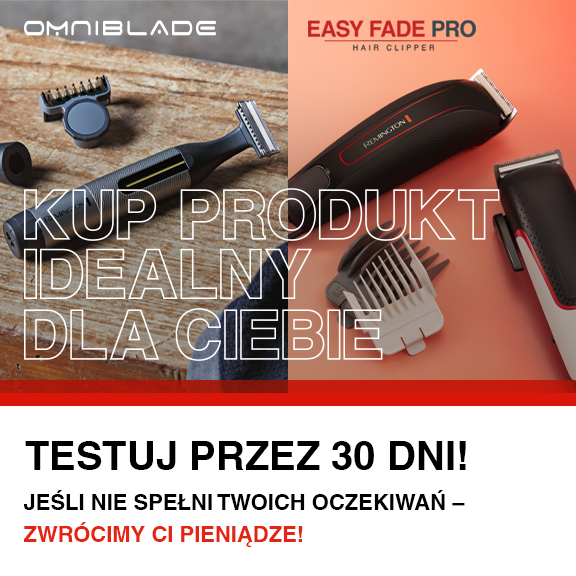 OMNIBLADE
EASY FADE PRO
HAIR CLIPPER
REMINGTON
REMINGTON
KUP PRODUKT
IDEALNY
DLA CIEBIE
TESTUJ PRZEZ 30 DNI!
JEŚLI NIE SPEŁNI TWOICH OCZEKIWAŃ –
ZWRÓCIMY CI PIENIĄDZE!